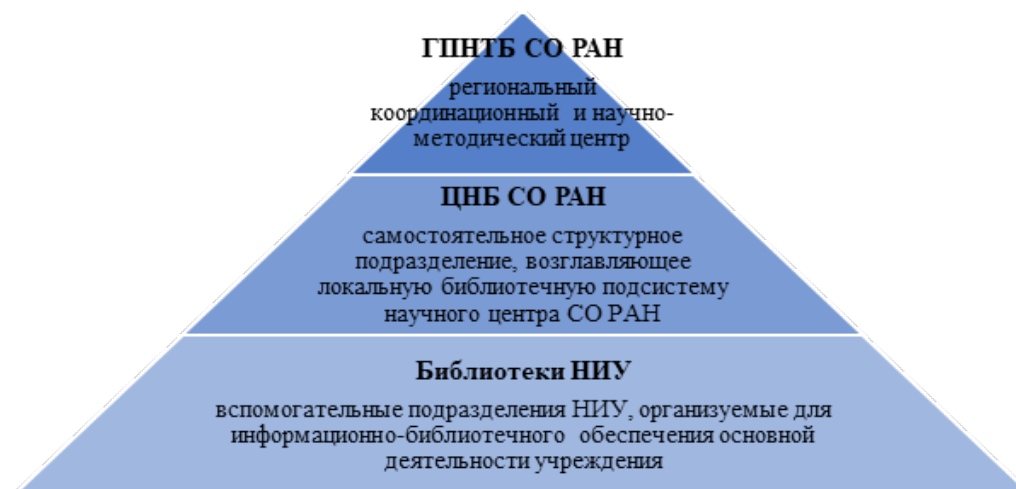 ГПНТБ СО РАН
региональный
координационный и научно-
методический центр
ЦНБ СО РАН
самостоятельное структурное
подразделение, возглавляющее
локальную библиотечную подсистему
научного центра СО РАН
Библиотеки НИУ
вспомогательные подразделения НИУ, организуемые для
информационно-библиотечного обеспечения основной
деятельности учреждения